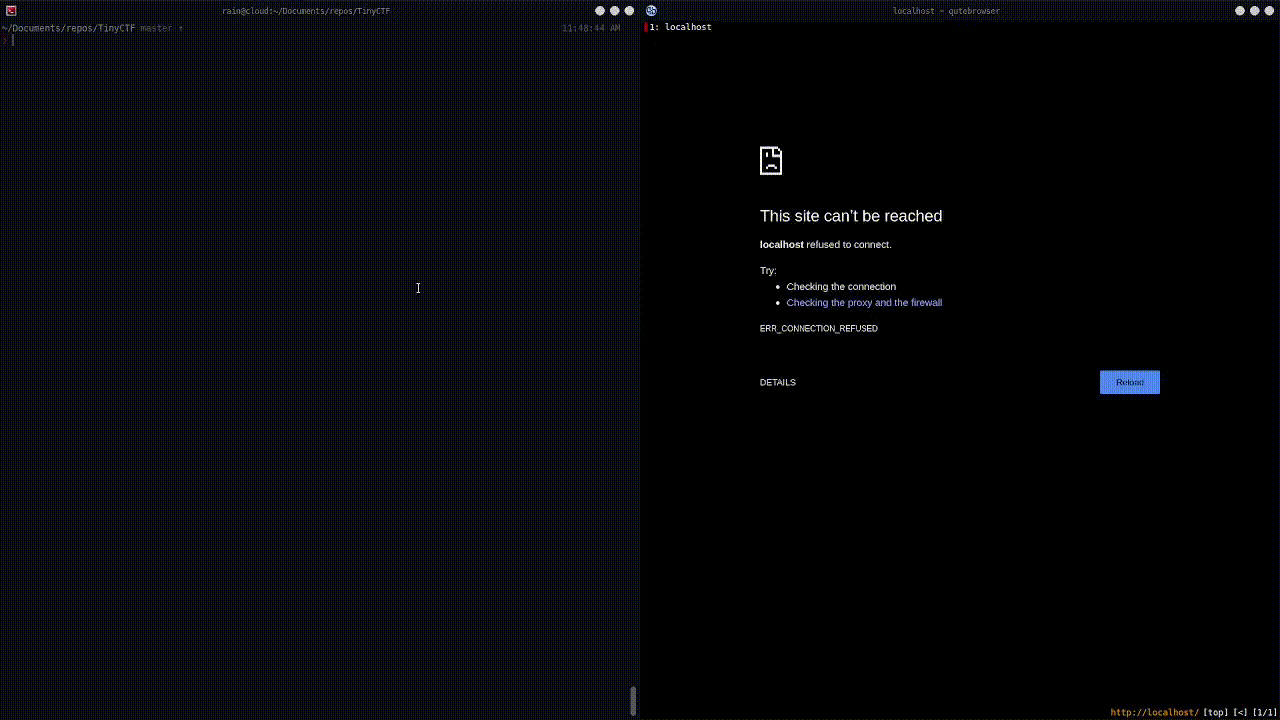 rain@cloud:~/Documents/repos/TinyCTF
~/Documents/repos/TinyCTF master ↑ 11:48:44 AM
❯
localhost - qutebrowser
1: localhost
This site can’t be reached
localhost refused to connect.
Try:
• Checking the connection
• Checking the proxy and the firewall
ERR_CONNECTION_REFUSED
DETAILS
Reload
http://localhost/ [top] [<] [1/1]